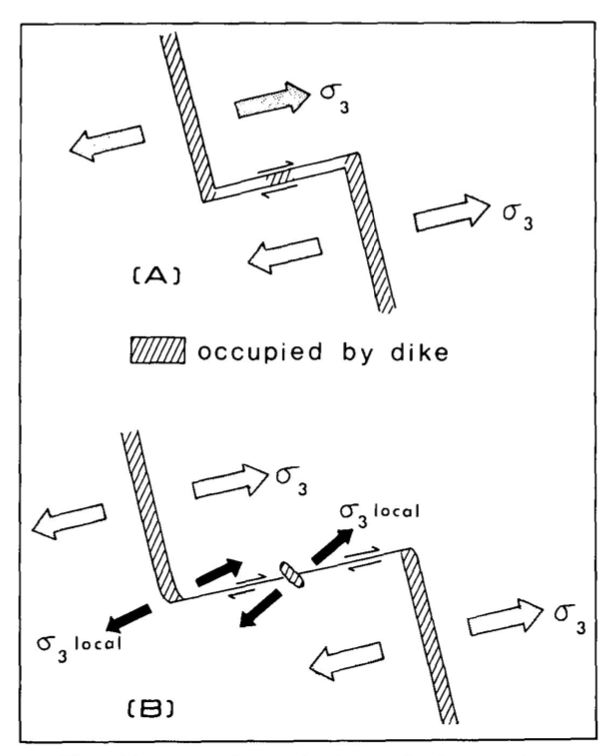 σ3
σ3
(A)
occupied by dike
σ3
σ3 local
σ3 local
σ3
(B)